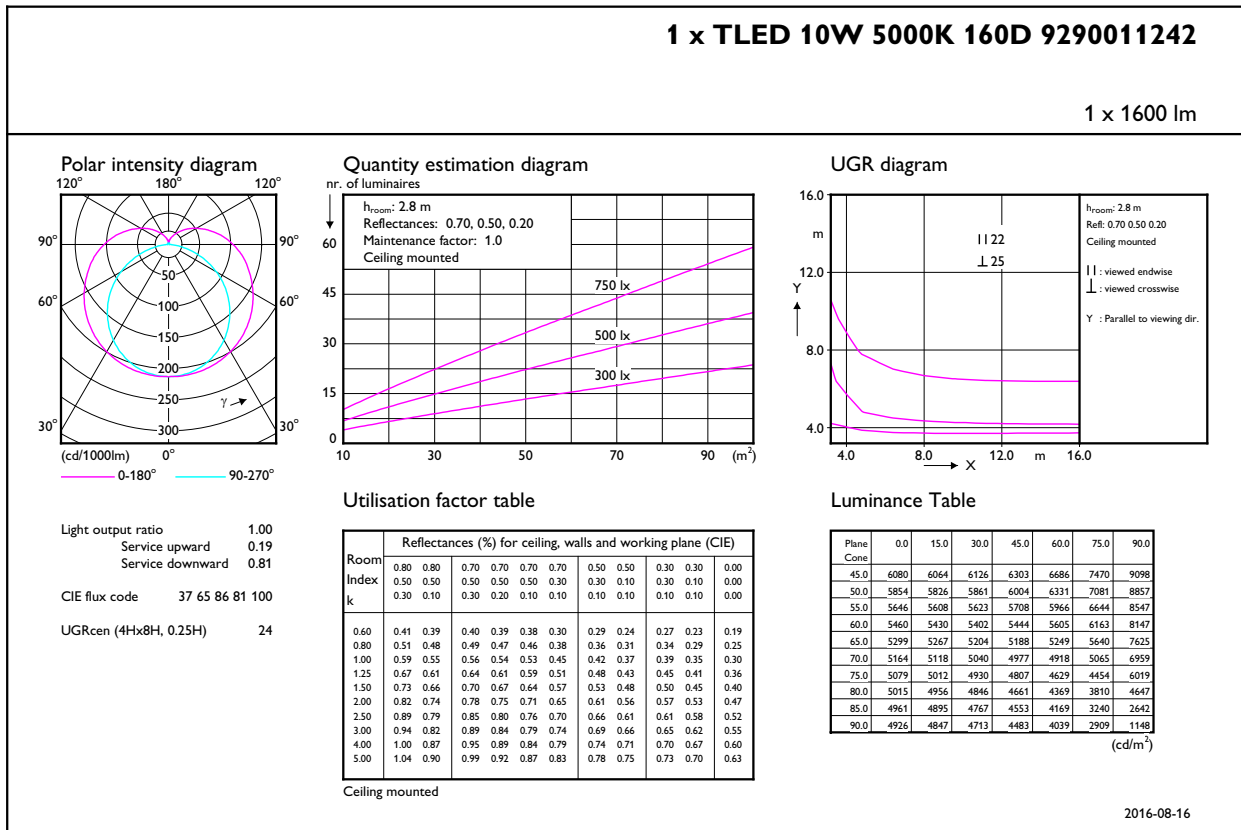 1 x TLED 10W 5000K 160D 9290011242
1 x 1600 lm
Polar intensity diagram
120° 180° 120°
90° 90°
60° 60°
30° 30°
50
100
150
200
250
300
γ
(cd/1000lm) 0°
0-180° 90-270°
Light output ratio 1.00
Service upward 0.19
Service downward 0.81
CIE flux code 37 65 86 81 100
UGRcen (4Hx8H, 0.25H) 24
Quantity estimation diagram
nr. of luminaires
hroom: 2.8 m
Reflectances: 0.70, 0.50, 0.20
Maintenance factor: 1.0
Ceiling mounted
60
45
30
15
0
750 lx
500 lx
300 lx
10 30 50 70 90 (m²)
UGR diagram
16.0
m
12.0
Y
8.0
4.0
II 22
⊥ 25
4.0 8.0 12.0 m 16.0
X
hroom: 2.8 m
Refl: 0.70 0.50 0.20
Ceiling mounted
II : viewed endwise
⊥ : viewed crosswise
Y : Parallel to viewing dir.
Utilisation factor table
Reflectances (%) for ceiling, walls and working plane (CIE)
Room Index k
0.80 0.80 0.70 0.70 0.70 0.70 0.50 0.50 0.30 0.30 0.00
0.50 0.50 0.50 0.50 0.50 0.30 0.30 0.10 0.30 0.10 0.00
0.30 0.10 0.30 0.20 0.10 0.10 0.10 0.10 0.10 0.10 0.00
0.60 0.41 0.39 0.40 0.39 0.38 0.30 0.29 0.24 0.27 0.23 0.19
0.80 0.51 0.48 0.49 0.47 0.46 0.38 0.36 0.31 0.34 0.29 0.25
1.00 0.59 0.55 0.56 0.54 0.53 0.45 0.42 0.37 0.39 0.35 0.30
1.25 0.67 0.61 0.64 0.61 0.59 0.51 0.48 0.43 0.45 0.41 0.36
1.50 0.73 0.66 0.70 0.67 0.64 0.57 0.53 0.48 0.50 0.45 0.40
2.00 0.82 0.74 0.78 0.75 0.71 0.65 0.61 0.56 0.57 0.53 0.47
2.50 0.89 0.79 0.85 0.80 0.76 0.70 0.66 0.61 0.61 0.58 0.52
3.00 0.94 0.82 0.89 0.84 0.79 0.74 0.69 0.66 0.65 0.62 0.55
4.00 1.00 0.87 0.95 0.89 0.84 0.79 0.74 0.71 0.70 0.67 0.60
5.00 1.04 0.90 0.99 0.92 0.87 0.83 0.78 0.75 0.73 0.70 0.63
Ceiling mounted
Luminance Table
Plane 0.0 15.0 30.0 45.0 60.0 75.0 90.0
Cone
45.0 6080 6064 6126 6303 6686 7470 9098
50.0 5854 5826 5861 6004 6331 7081 8857
55.0 5646 5608 5623 5708 5966 6644 8547
60.0 5460 5430 5402 5444 5605 6163 8147
65.0 5299 5267 5204 5188 5249 5640 7625
70.0 5164 5118 5040 4977 4918 5065 6959
75.0 5079 5012 4930 4807 4629 4454 6019
80.0 5015 4956 4846 4661 4369 3810 4647
85.0 4961 4895 4767 4553 4169 3240 2642
90.0 4926 4847 4713 4483 4039 2909 1148
(cd/m²)
2016-08-16